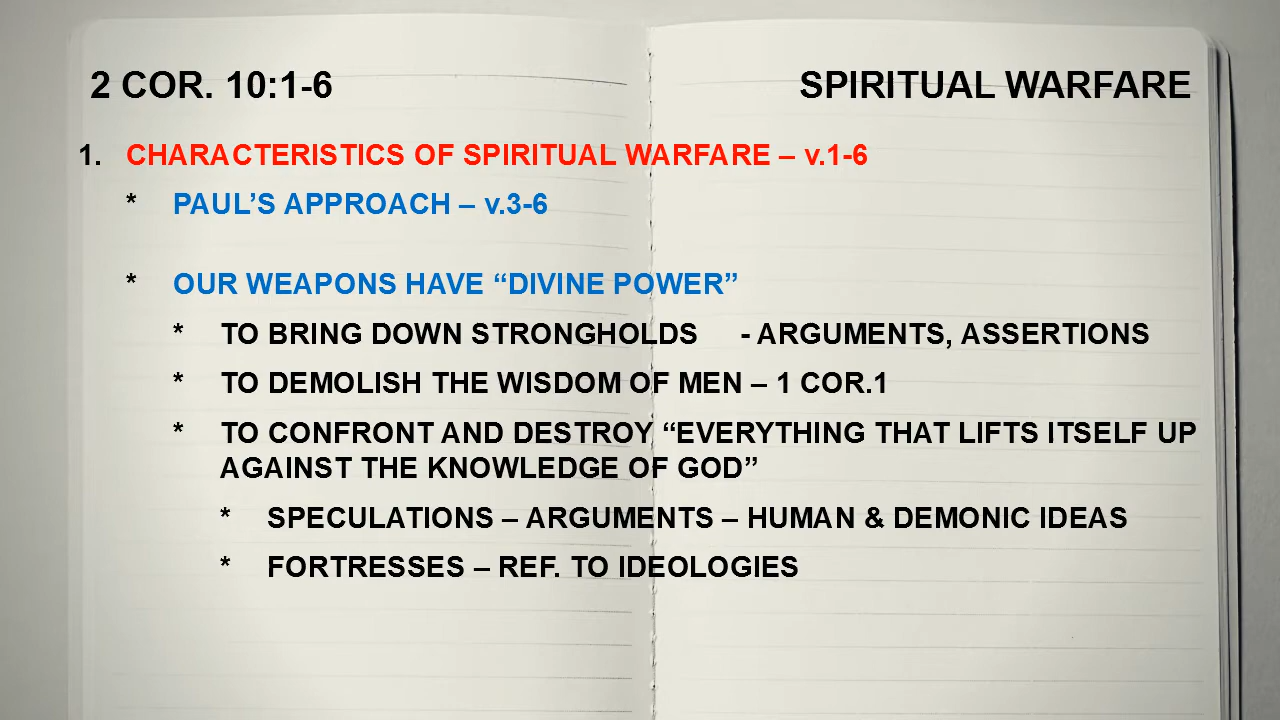 2 COR. 10:1-6 SPIRITUAL WARFARE
1. CHARACTERISTICS OF SPIRITUAL WARFARE – v.1-6
* PAUL’S APPROACH – v.3-6
* OUR WEAPONS HAVE “DIVINE POWER”
* TO BRING DOWN STRONGHOLDS - ARGUMENTS, ASSERTIONS
* TO DEMOLISH THE WISDOM OF MEN – 1 COR.1
* TO CONFRONT AND DESTROY “EVERYTHING THAT LIFTS ITSELF UP
AGAINST THE KNOWLEDGE OF GOD”
* SPECULATIONS – ARGUMENTS – HUMAN & DEMONIC IDEAS
* FORTRESSES – REF. TO IDEOLOGIES